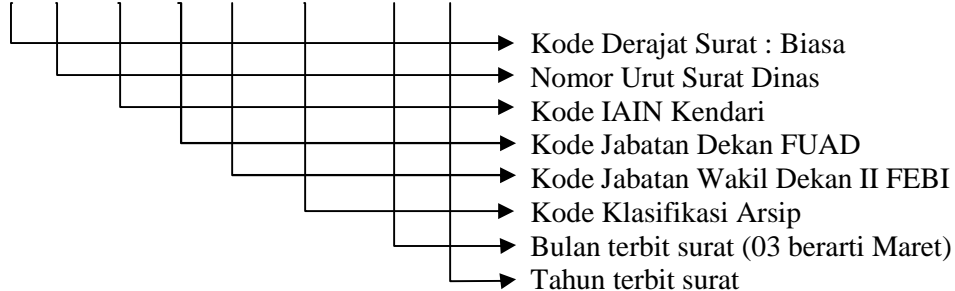 Kode Derajat Surat : Biasa
Nomor Urut Surat Dinas
Kode IAIN Kendari
Kode Jabatan Dekan FUAD
Kode Jabatan Wakil Dekan II FEBI
Kode Klasifikasi Arsip
Bulan terbit surat (03 berarti Maret)
Tahun terbit surat